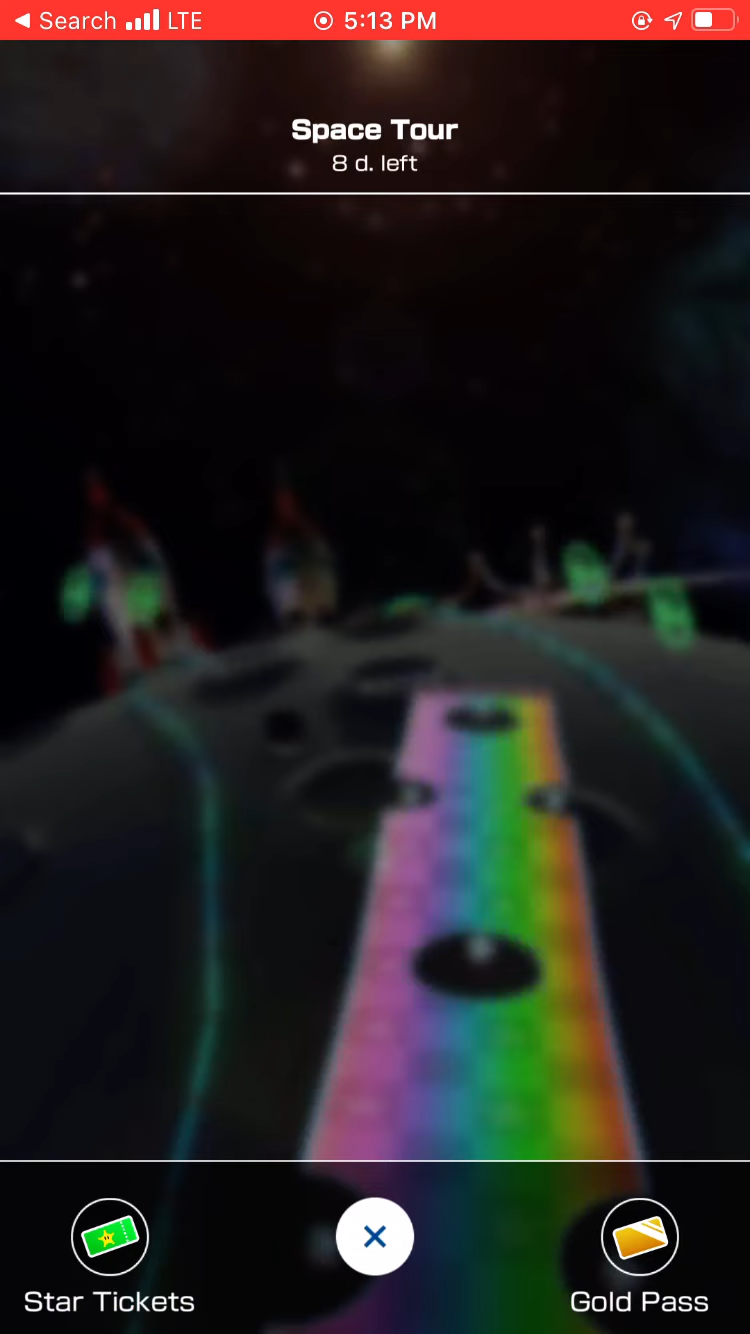 Search LTE 5:13 PM
Space Tour
8 d. left
Star Tickets
Gold Pass